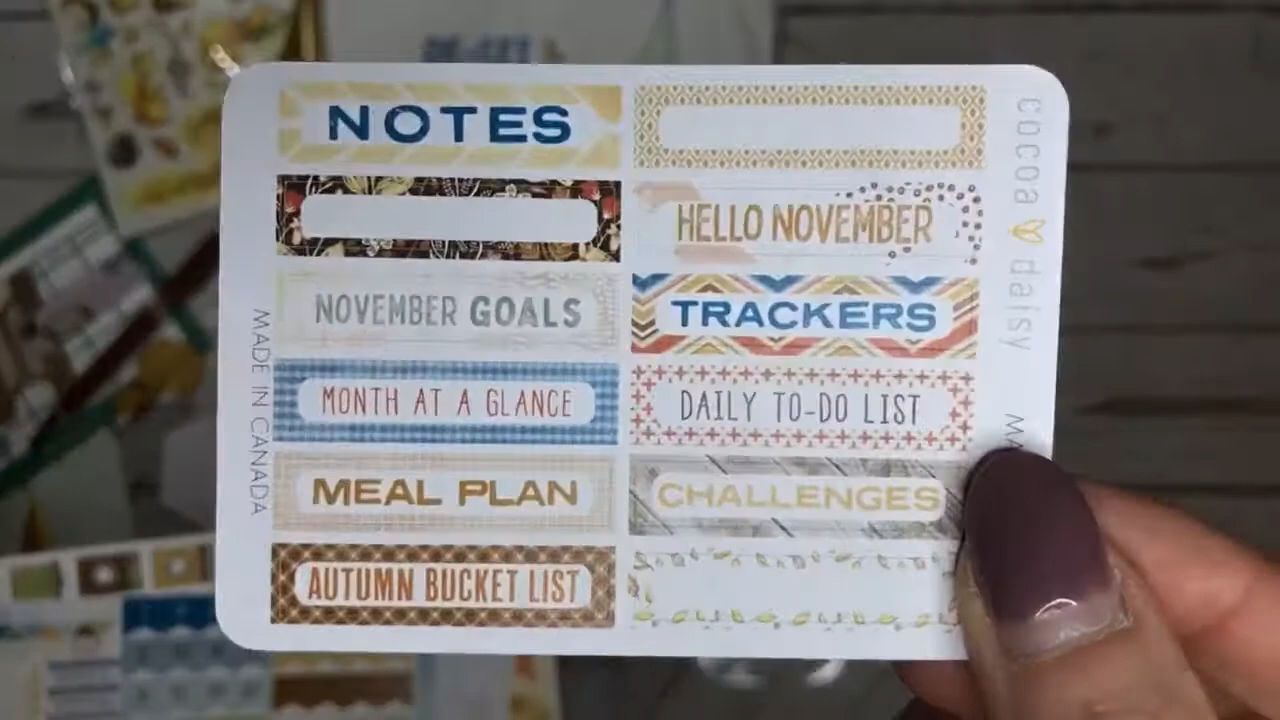 NOTES
HELLO NOVEMBER
NOVEMBER GOALS
TRACKERS
MONTH AT A GLANCE
DAILY TO-DO LIST
MEAL PLAN
CHALLENGES
AUTUMN BUCKET LIST
MADE IN CANADA
cocoa daisy